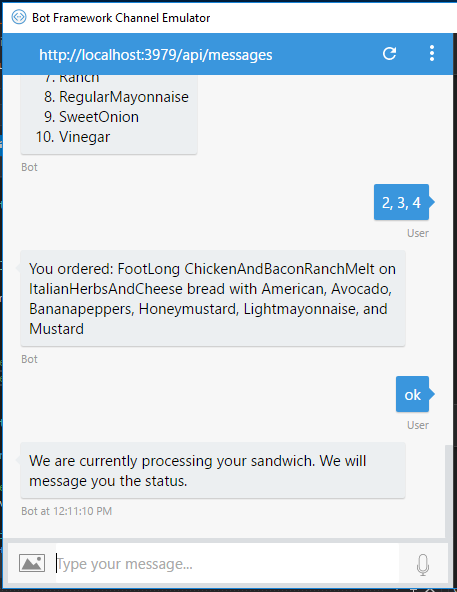 Bot Framework Channel Emulator
http://localhost:3979/api/messages
7. Ranch
8. RegularMayonnaise
9. SweetOnion
10. Vinegar
Bot
2, 3, 4
User
You ordered: FootLong ChickenAndBaconRanchMelt on
ItalianHerbsAndCheese bread with American, Avocado,
Bananapeppers, Honeymustard, Lightmayonnaise, and
Mustard
Bot
ok
User
We are currently processing your sandwich. We will
message you the status.
Bot at 12:11:10 PM
Type your message...